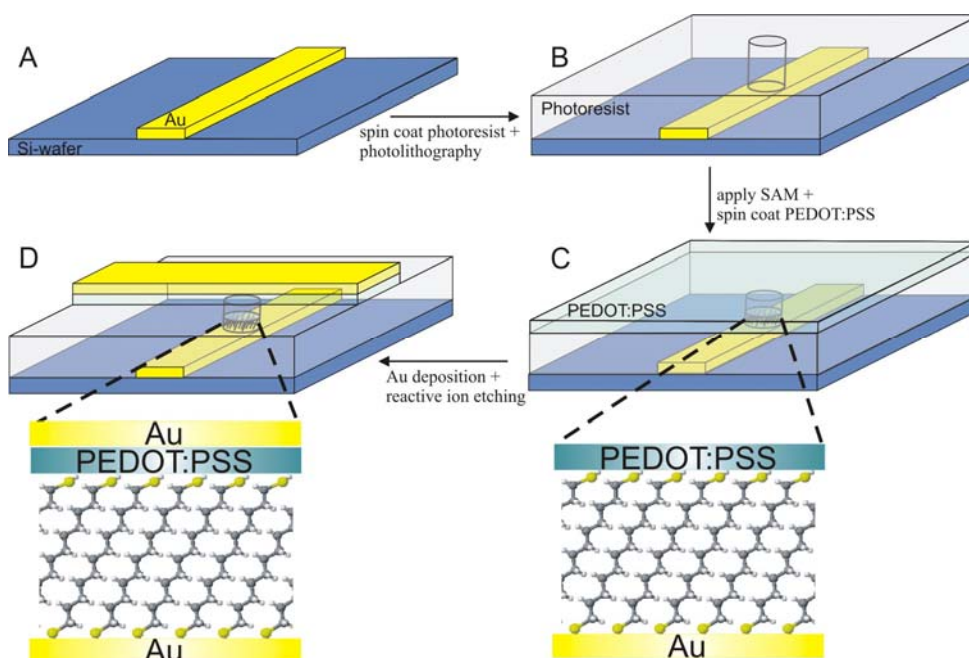 A
Au
Si-wafer
spin coat photoresist +
photolithography
B
Photoresist
apply SAM +
spin coat PEDOT:PSS
D
C
PEDOT:PSS
Au deposition +
reactive ion etching
Au
PEDOT:PSS
Au
PEDOT:PSS
Au